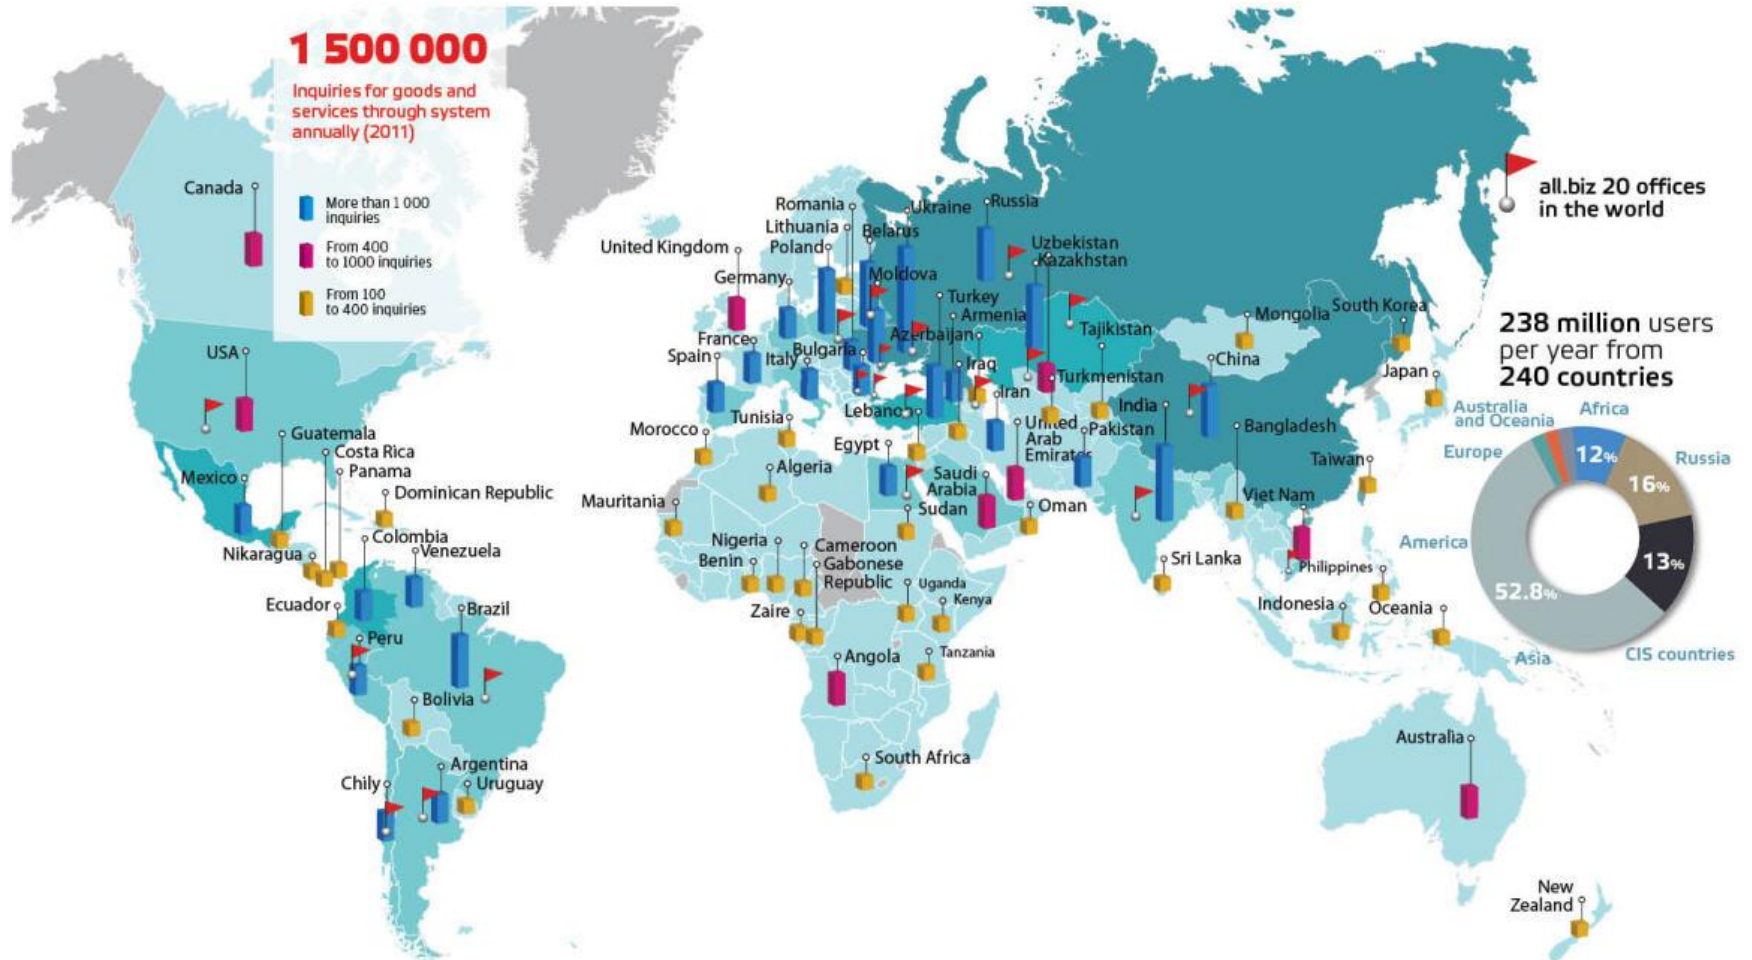 1 500 000
Inquiries for goods and
services through system
annually (2011)
More than 1 000
inquiries
From 400
to 1000 inquiries
From 100
to 400 inquiries
Canada
USA
Guatemala
Costa Rica
Panama
Mexico
Dominican Republic
Colombia
Venezuela
Nikaragua
Ecuador
Brazil
Peru
Bolivia
Argentina
Chily
Uruguay
Romania
Ukraine
Russia
Lithuania
Belarus
United Kingdom
Poland
Uzbekistan
Kazakhstan
Germany
Moldova
Turkey
Armenia
Azerbaijan
Tajikistan
Mongolia
South Korea
France
Spain
Italy
Bulgaria
Iraq
China
Japan
Turkmenistan
Iran
India
Tunisia
Lebanon
Morocco
United
Arab
Emirates
Pakistan
Bangladesh
Egypt
Algeria
Saudi
Arabia
Taiwan
Mauritania
Sudan
Oman
Viet Nam
Nigeria
Cameroon
Benin
Gabonese
Republic
Sri Lanka
Philippines
Uganda
Kenya
Zaire
Indonesia
Oceania
Angola
Tanzania
South Africa
Australia
New
Zealand
all.biz 20 offices
in the world
238 million users
per year from
240 countries
Australia
and Oceania
Africa
Europe
12%
Russia
16%
America
13%
52.8%
Asia
CIS countries